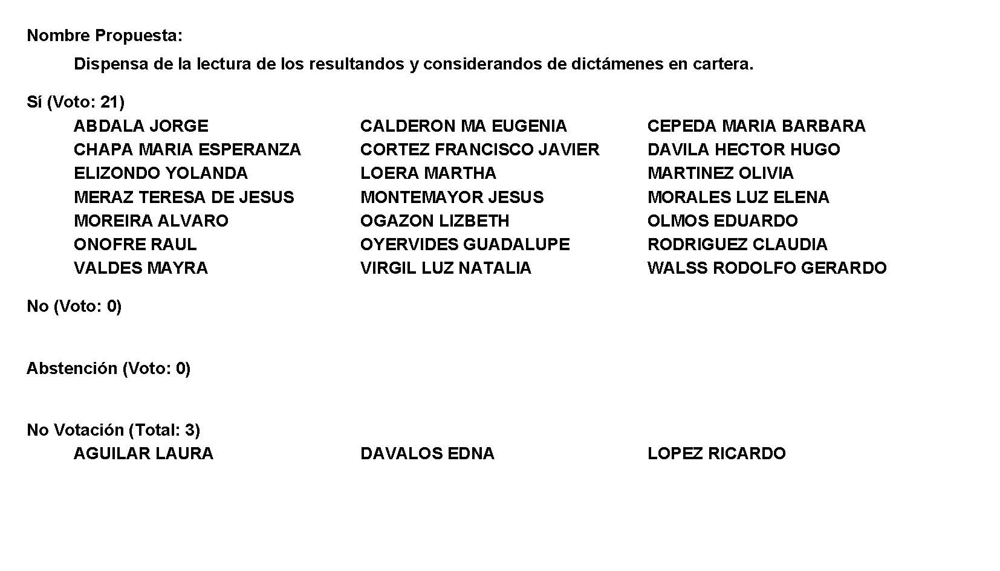 Nombre Propuesta:
Dispensa de la lectura de los resultandos y considerandos de dictámenes en cartera.
Sí (Voto: 21)
ABDALA JORGE CALDERON MA EUGENIA CEPEDA MARIA BARBARA
CHAPA MARIA ESPERANZA CORTEZ FRANCISCO JAVIER DAVILA HECTOR HUGO
ELIZONDO YOLANDA LOERA MARTHA MARTINEZ OLIVIA
MERAZ TERESA DE JESUS MONTEMAYOR JESUS MORALES LUZ ELENA
MOREIRA ALVARO OGAZON LIZBETH OLMOS EDUARDO
ONOFRE RAUL OYERVIDES GUADALUPE RODRIGUEZ CLAUDIA
VALDES MAYRA VIRGIL LUZ NATALIA WALSS RODOLFO GERARDO
No (Voto: 0)
Abstención (Voto: 0)
No Votación (Total: 3)
AGUILAR LAURA DAVALOS EDNA LOPEZ RICARDO